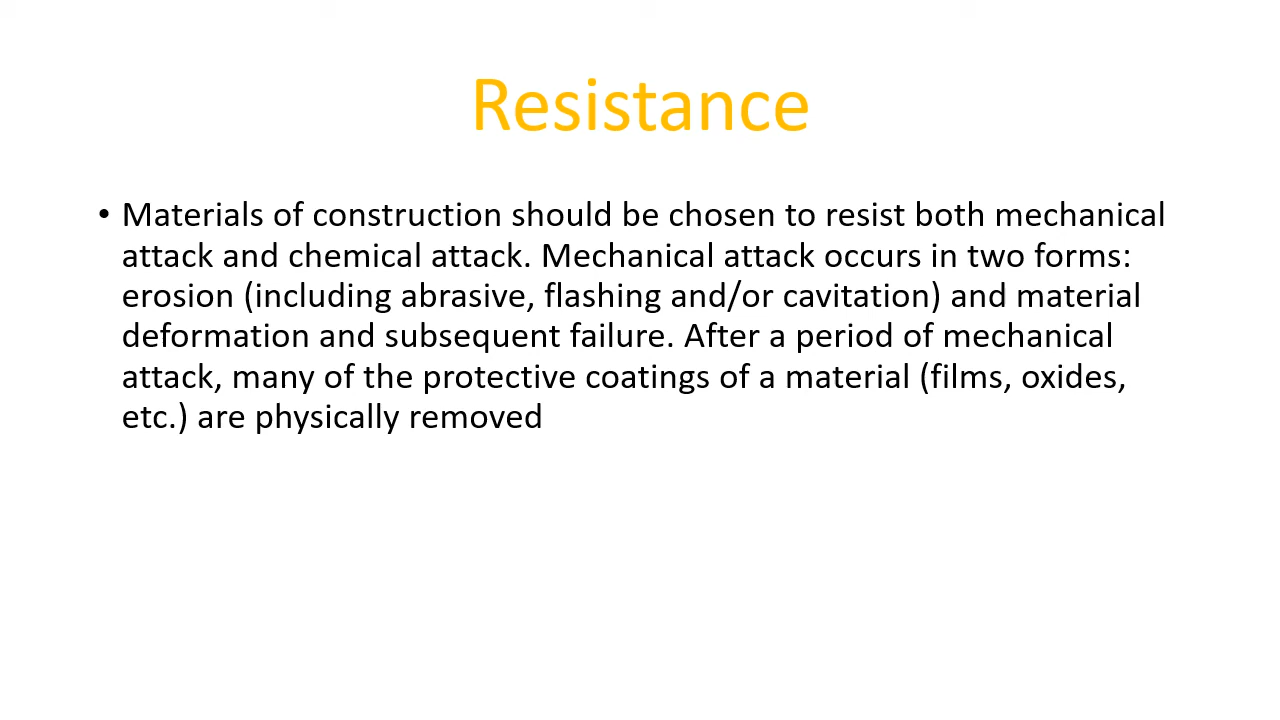 Resistance
• Materials of construction should be chosen to resist both mechanical
attack and chemical attack. Mechanical attack occurs in two forms:
erosion (including abrasive, flashing and/or cavitation) and material
deformation and subsequent failure. After a period of mechanical
attack, many of the protective coatings of a material (films, oxides,
etc.) are physically removed